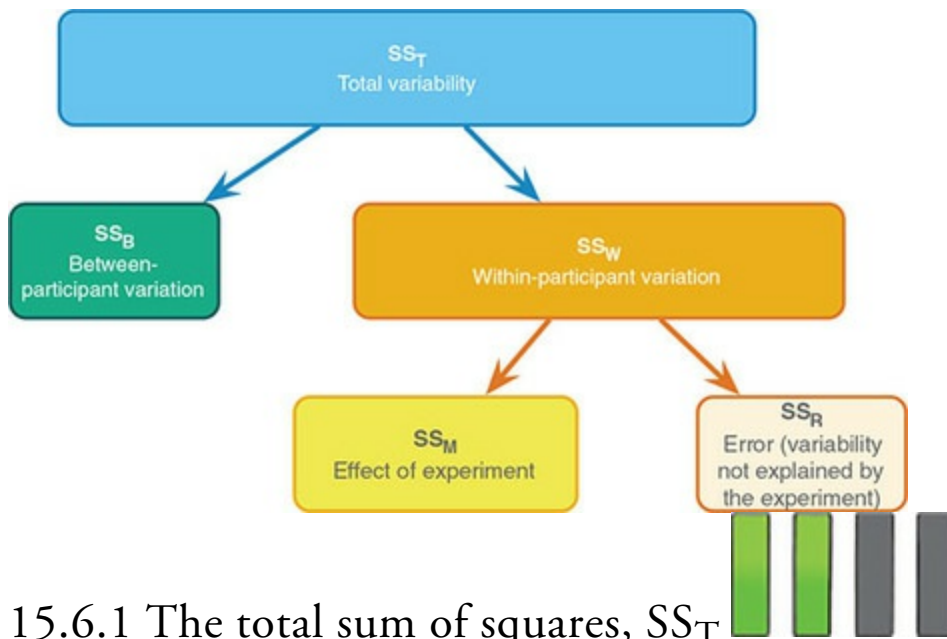 SS_T
Total variability
SS_B
Between-
participant variation
SS_W
Within-participant variation
SS_M
Effect of experiment
SS_R
Error (variability
not explained by
the experiment)
15.6.1 The total sum of squares, SS_T